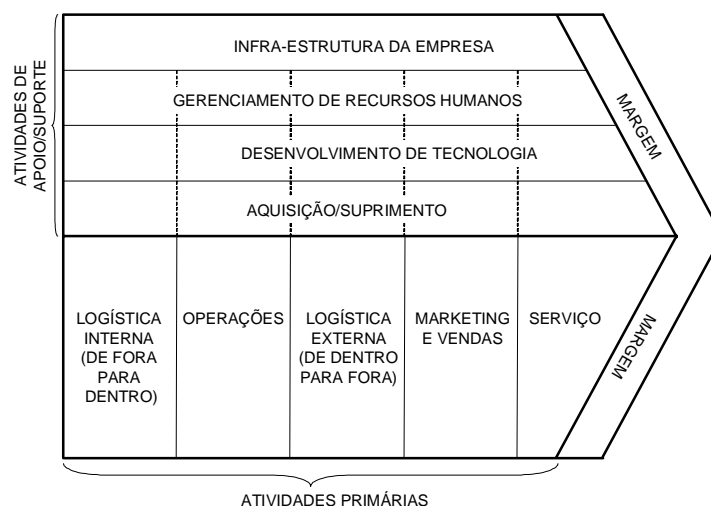 INFRA-ESTRUTURA DA EMPRESA
GERENCIAMENTO DE RECURSOS HUMANOS
DESENVOLVIMENTO DE TECNOLOGIA
AQUISIÇÃO/SUPRIMENTO
ATIVIDADES DE
APOIO/SUPORTE
MARGEM
LOGÍSTICA
INTERNA
(DE FORA
PARA
DENTRO)
OPERAÇÕES
LOGÍSTICA
EXTERNA
(DE DENTRO
PARA FORA)
MARKETING
E VENDAS
SERVIÇO
MARGEM
ATIVIDADES PRIMÁRIAS